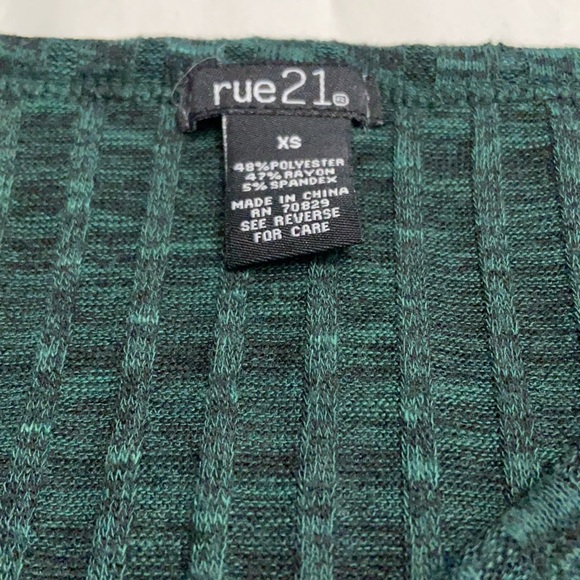 rue21
XS
48%POLYESTER
47%RAYON
5%SPANDEX
MADE IN CHINA
RN 70829
SEE REVERSE
FOR CARE